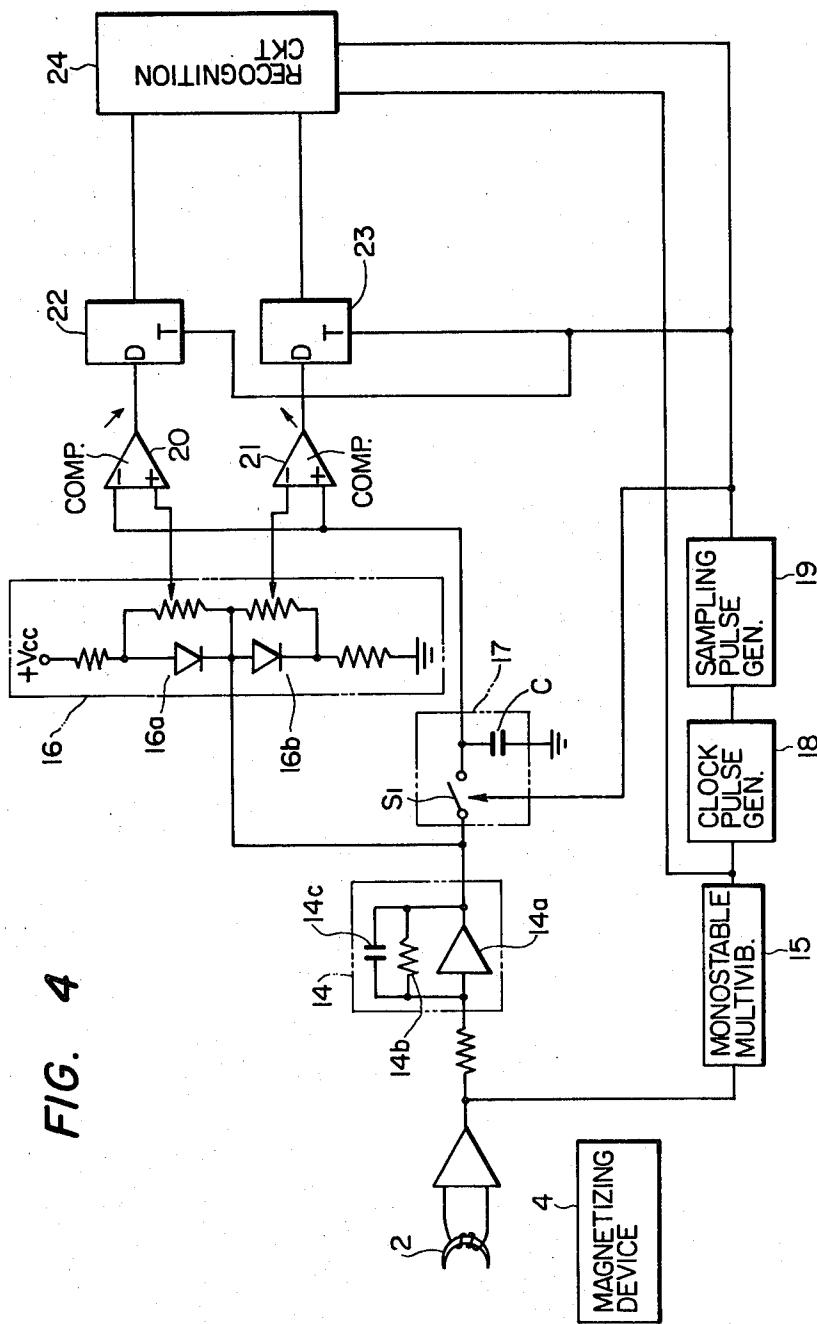 FIG. 4
24
RECOGNITION
CKT
22
D
T
23
D
T
COMP.
20
−
+
21
COMP.
−
+
+Vcc
16
16a
16b
17
C
S1
14
14c
14b
14a
2
4
MAGNETIZING
DEVICE
MONOSTABLE
MULTIVIB.
15
CLOCK
PULSE
GEN.
18
SAMPLING
PULSE
GEN.
19